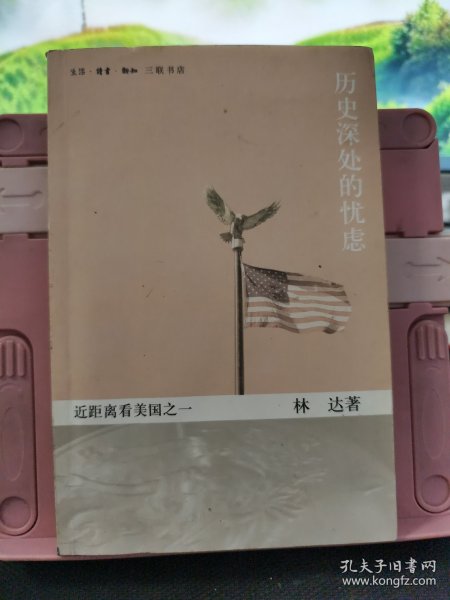 生活·讀書·新知 三联书店
历史深处的忧虑
近距离看美国之一
林 达著
孔夫子旧书网
www.kongfz.com